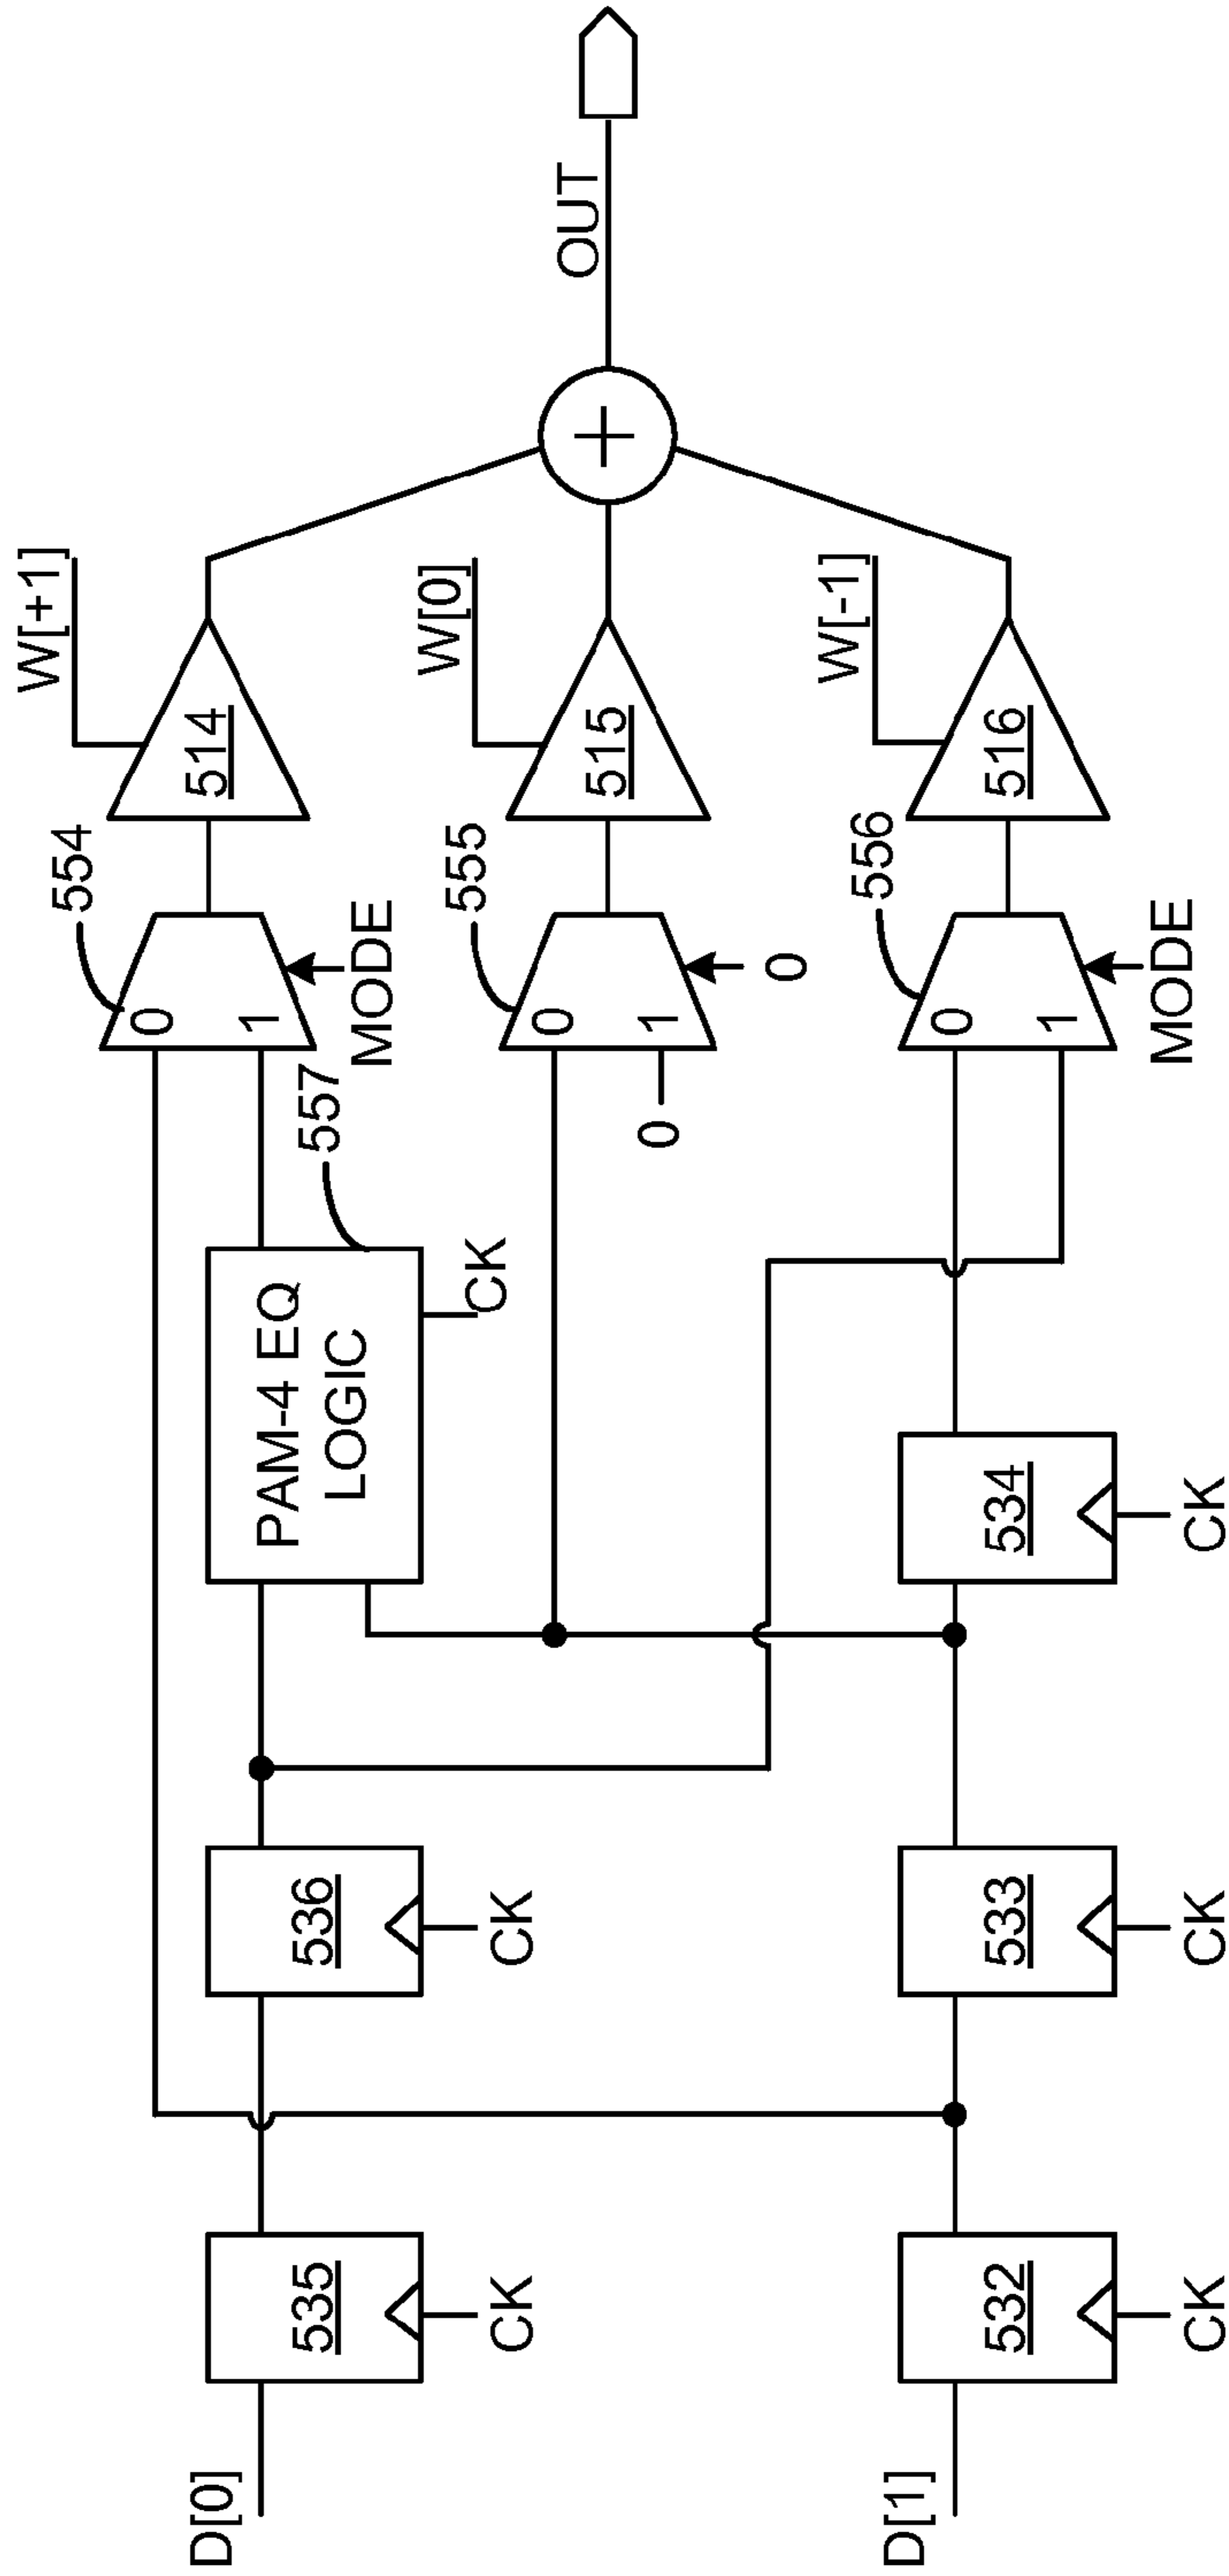 D[0]
535
CK
536
CK
PAM-4 EQ
LOGIC
CK
557
0
1
554
MODE
514
W[+1]
0
0
1
555
0
515
W[0]
+
OUT
D[1]
532
CK
533
CK
534
CK
0
1
556
MODE
516
W[-1]